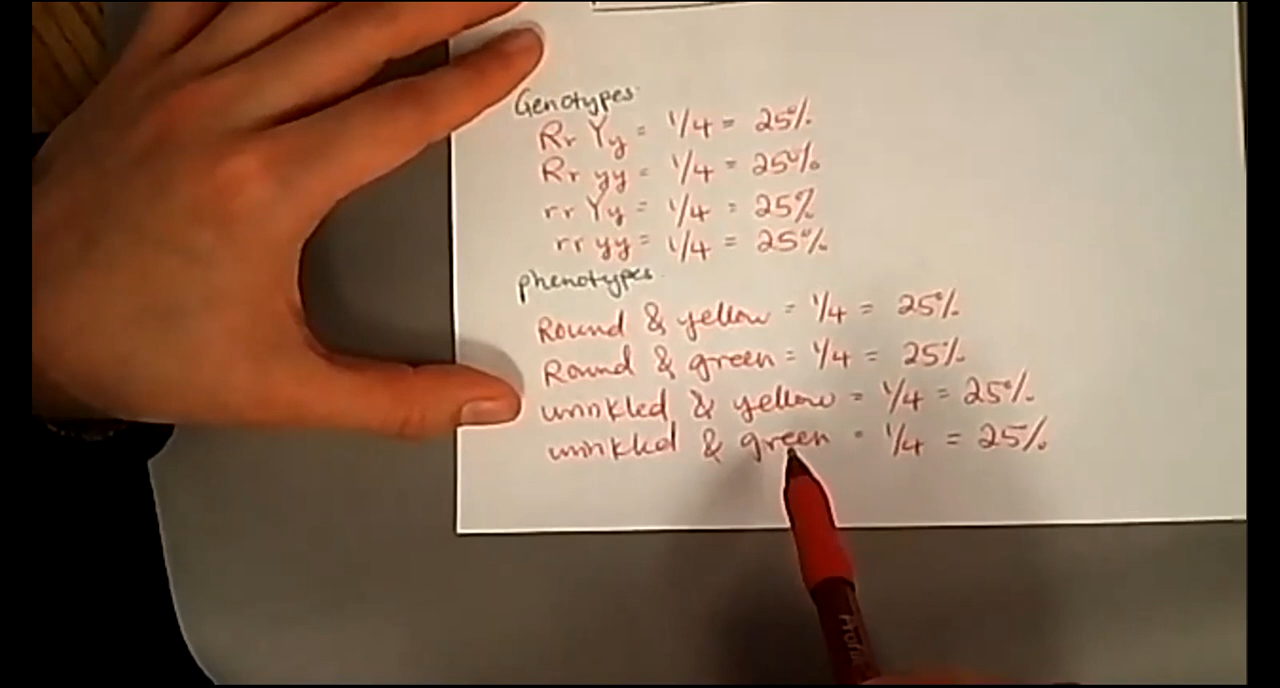 Genotypes:
Rr Yy = 1/4 = 25%
Rr yy = 1/4 = 25%
rr Yy = 1/4 = 25%
rr yy = 1/4 = 25%
phenotypes:
Round & yellow = 1/4 = 25%
Round & green = 1/4 = 25%
wrinkled & yellow = 1/4 = 25%
wrinkled & green = 1/4 = 25%